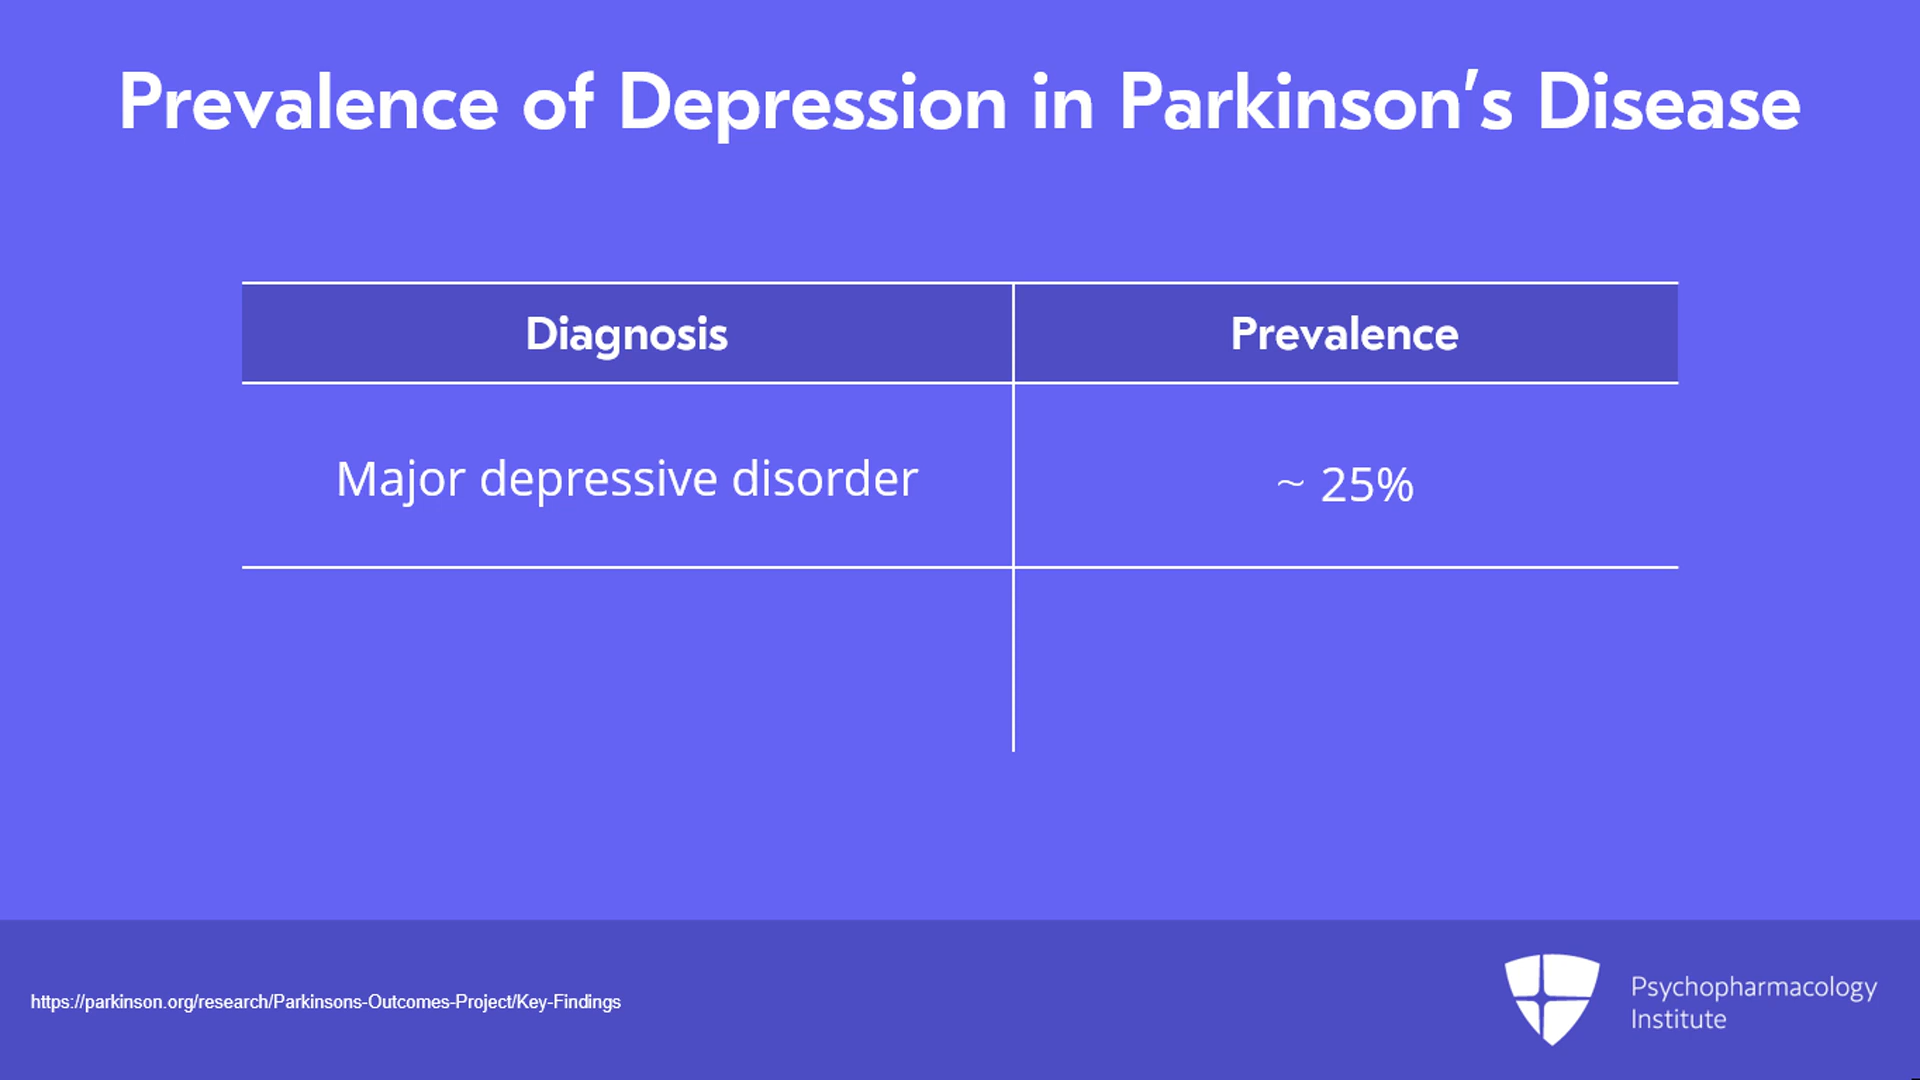 Prevalence of Depression in Parkinson's Disease
Diagnosis
Prevalence
Major depressive disorder
~ 25%
https://parkinson.org/research/Parkinsons-Outcomes-Project/Key-Findings
Psychopharmacology
Institute